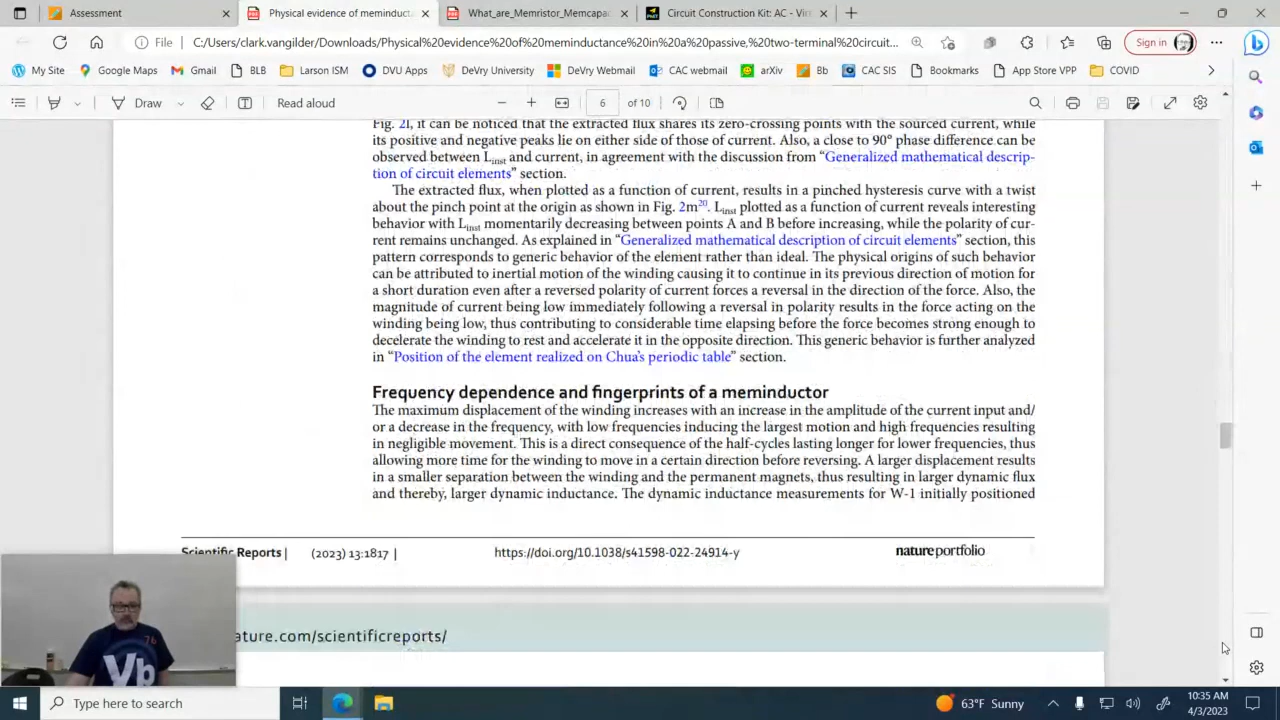 Assessment
Physical evidence of meminducta
What_are_Memristor_Memcapac
Circuit Construction Kit: AC - Virt
File
C:/Users/clark.vangilder/Downloads/Physical%20evidence%20of%20meminductance%20in%20a%20passive,%20two-terminal%20circuit...
Sign in
My Site
Google Maps
Gmail
BLB
Larson ISM
DVU Apps
DeVry University
DeVry Webmail
CAC webmail
arXiv
Bb
CAC SIS
Bookmarks
App Store VPP
COVID
Draw
Read aloud
6
of 10
Fig. 2l, it can be noticed that the extracted flux shares its zero-crossing points with the sourced current, while
its positive and negative peaks lie on either side of those of current. Also, a close to 90° phase difference can be
observed between Linst and current, in agreement with the discussion from “Generalized mathematical descrip-
tion of circuit elements” section.
The extracted flux, when plotted as a function of current, results in a pinched hysteresis curve with a twist
about the pinch point at the origin as shown in Fig. 2m20. Linst plotted as a function of current reveals interesting
behavior with Linst momentarily decreasing between points A and B before increasing, while the polarity of cur-
rent remains unchanged. As explained in “Generalized mathematical description of circuit elements” section, this
pattern corresponds to generic behavior of the element rather than ideal. The physical origins of such behavior
can be attributed to inertial motion of the winding causing it to continue in its previous direction of motion for
a short duration even after a reversed polarity of current forces a reversal in the direction of the force. Also, the
magnitude of current being low immediately following a reversal in polarity results in the force acting on the
winding being low, thus contributing to considerable time elapsing before the force becomes strong enough to
decelerate the winding to rest and accelerate it in the opposite direction. This generic behavior is further analyzed
in “Position of the element realized on Chua’s periodic table” section.
Frequency dependence and fingerprints of a meminductor
The maximum displacement of the winding increases with an increase in the amplitude of the current input and/
or a decrease in the frequency, with low frequencies inducing the largest motion and high frequencies resulting
in negligible movement. This is a direct consequence of the half-cycles lasting longer for lower frequencies, thus
allowing more time for the winding to move in a certain direction before reversing. A larger displacement results
in a smaller separation between the winding and the permanent magnets, thus resulting in larger dynamic flux
and thereby, larger dynamic inductance. The dynamic inductance measurements for W-1 initially positioned
Scientific Reports | (2023) 13:1817 |
https://doi.org/10.1038/s41598-022-24914-y
natureportfolio
ature.com/scientificreports/
76
Yb
Type here to search
63°F Sunny
10:35 AM
4/3/2023